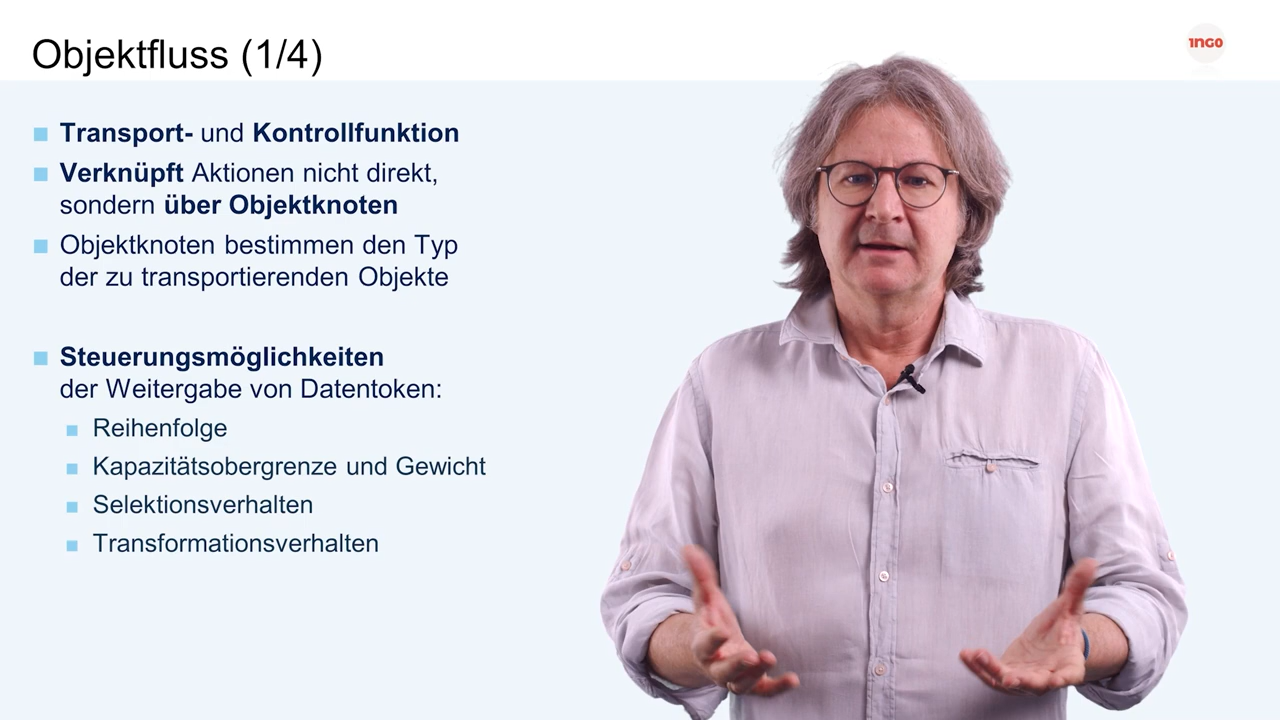 Objektfluss (1/4)
1NGO
Transport- und Kontrollfunktion
Verknüpft Aktionen nicht direkt,
sondern über Objektknoten
Objektknoten bestimmen den Typ
der zu transportierenden Objekte
Steuerungsmöglichkeiten
der Weitergabe von Datentoken:
Reihenfolge
Kapazitätsobergrenze und Gewicht
Selektionsverhalten
Transformationsverhalten